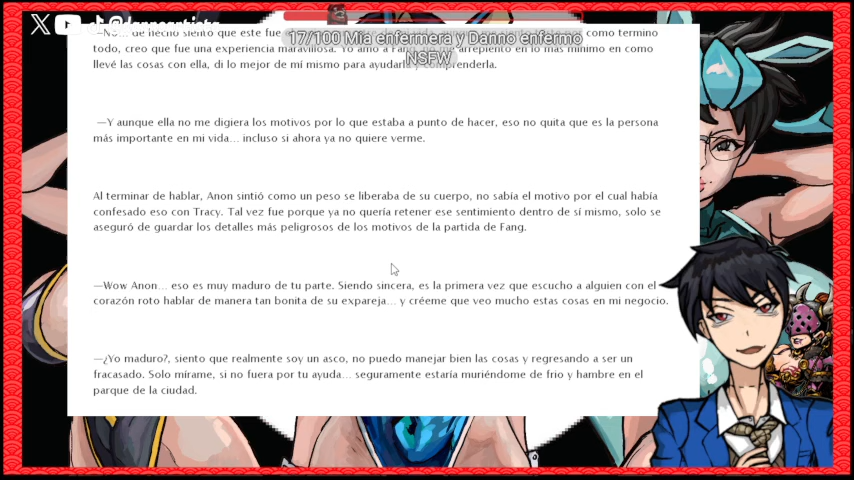 @dannoartista
17/100 Mía enfermera y Danno enfermo
NSFW
—No... de hecho siento que este fue como termino
todo, creo que fue una experiencia maravillosa. Yo amo a Fang, no me arrepiento en lo más mínimo en como
llevé las cosas con ella, di lo mejor de mí mismo para ayudarla y comprenderla.
—Y aunque ella no me digiera los motivos por lo que estaba a punto de hacer, eso no quita que es la persona
más importante en mi vida... incluso si ahora ya no quiere verme.
Al terminar de hablar, Anon sintió como un peso se liberaba de su cuerpo, no sabía el motivo por el cual había
confesado eso con Tracy. Tal vez fue porque ya no quería retener ese sentimiento dentro de sí mismo, solo se
aseguró de guardar los detalles más peligrosos de los motivos de la partida de Fang.
—Wow Anon... eso es muy maduro de tu parte. Siendo sincera, es la primera vez que escucho a alguien con el
corazón roto hablar de manera tan bonita de su expareja... y créeme que veo mucho estas cosas en mi negocio.
—¿Yo maduro?, siento que realmente soy un asco, no puedo manejar bien las cosas y regresando a ser un
fracasado. Solo mírame, si no fuera por tu ayuda... seguramente estaría muriéndome de frio y hambre en el
parque de la ciudad.